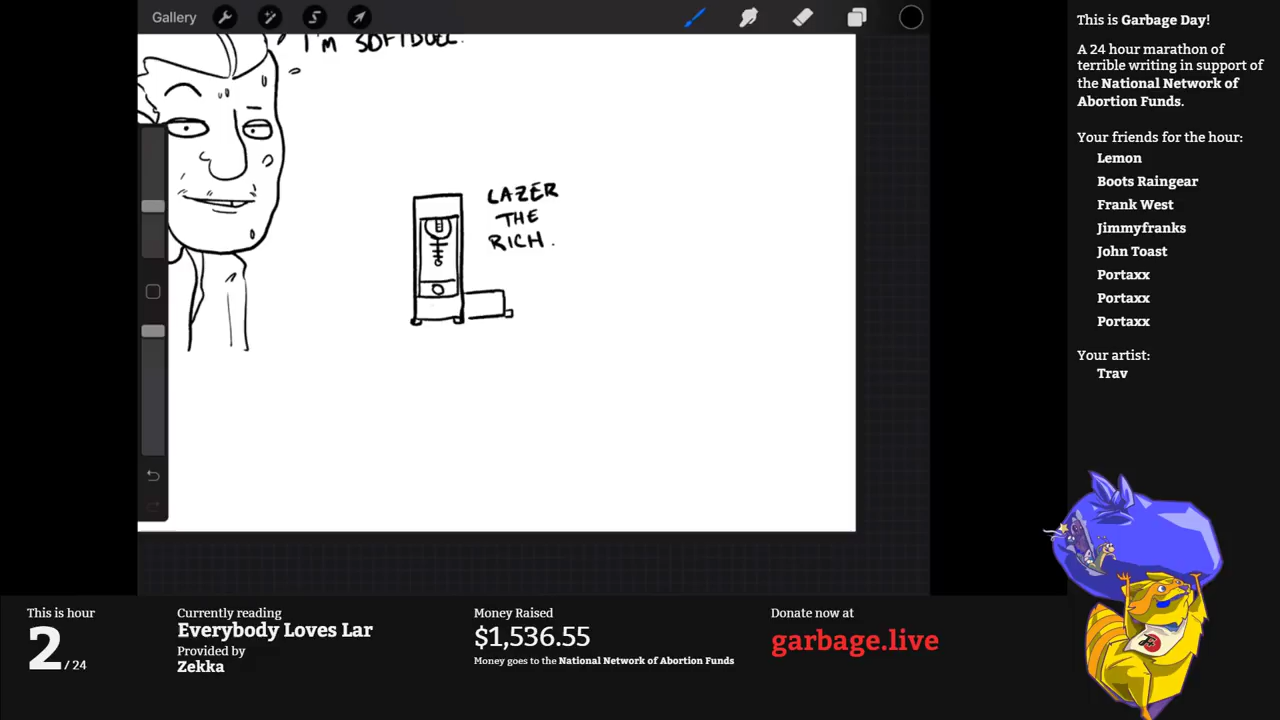 Gallery
I'M SOFIDUEL.
LAZER
THE
RICH.
This is Garbage Day!
A 24 hour marathon of
terrible writing in support of
the National Network of
Abortion Funds.
Your friends for the hour:
Lemon
Boots Raingear
Frank West
Jimmyfranks
John Toast
Portaxx
Portaxx
Portaxx
Your artist:
Trav
This is hour
2 / 24
Currently reading
Everybody Loves Lar
Provided by
Zekka
Money Raised
$1,536.55
Money goes to the National Network of Abortion Funds
Donate now at
garbage.live